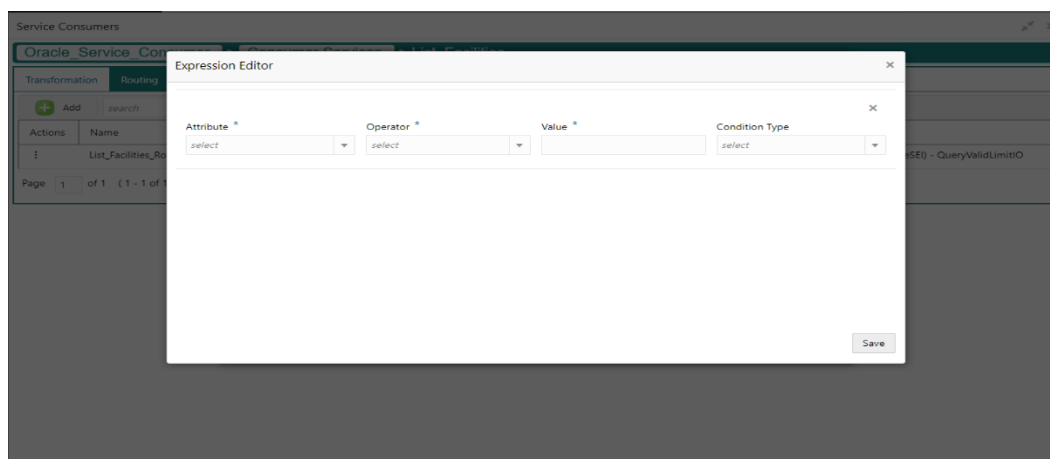 Service Consumers
Oracle_Service_Con
Expression Editor
Transformation Routing
Add search
Actions Name
Attribute * Operator * Value * Condition Type
select select select
List_Facilities_Ro eSEI) - QueryValidLimitIO
Page 1 of 1 ( 1 - 1 of 1
Save